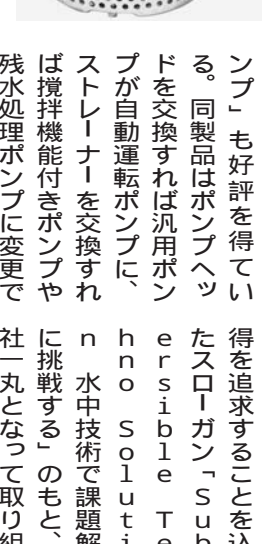 ンプ」も好評を得てい
る。同製品はポンプヘッ
ドを交換すれば汎用ポン
プが自動運転ポンプに、
ストレーナーを交換すれ
ば撹拌機能付きポンプや
残水処理ポンプに変更で
得を追求することを込
たスローガン「Sub
ersible Te
hno Soluti
n 水中技術で課題解
に挑戦する」のもと、
社一丸となって取り組